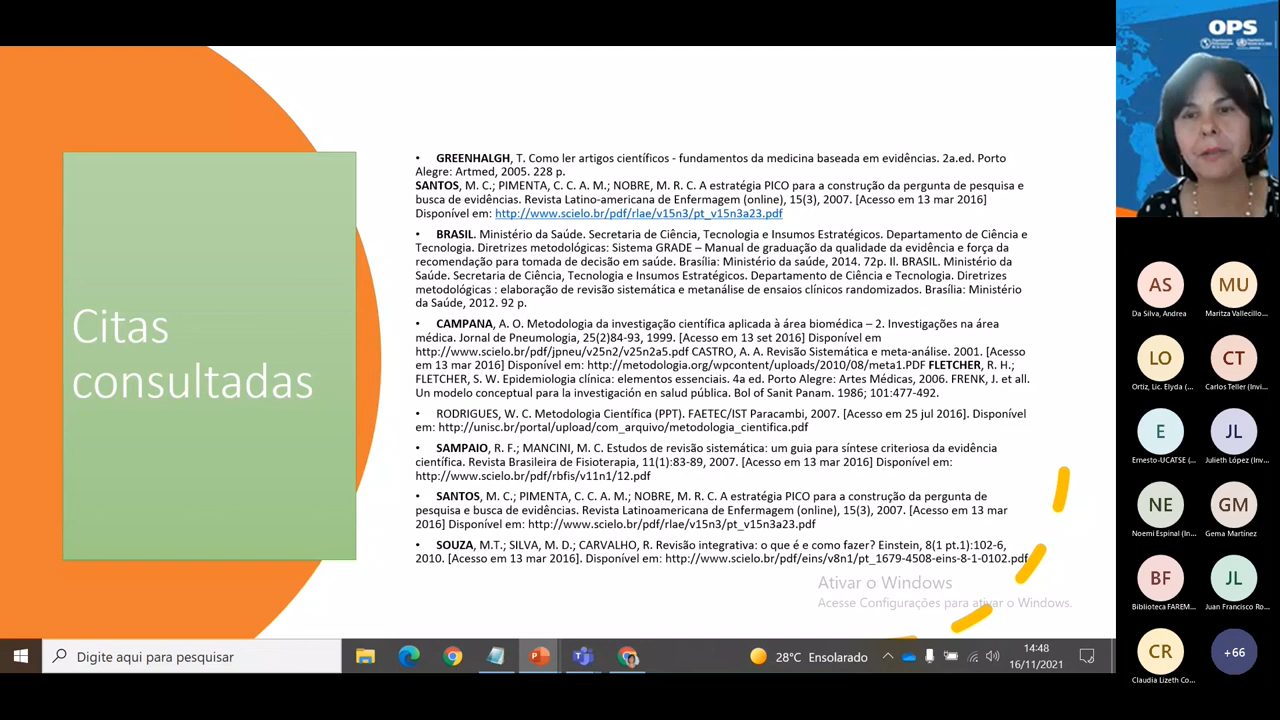 OPS
Citas
consultadas
• GREENHALGH, T. Como ler artigos científicos - fundamentos da medicina baseada em evidências. 2a.ed. Porto
Alegre: Artmed, 2005. 228 p.
SANTOS, M. C.; PIMENTA, C. C. A. M.; NOBRE, M. R. C. A estratégia PICO para a construção da pergunta de pesquisa e
busca de evidências. Revista Latino-americana de Enfermagem (online), 15(3), 2007. [Acesso em 13 mar 2016]
Disponível em: http://www.scielo.br/pdf/rlae/v15n3/pt_v15n3a23.pdf
• BRASIL. Ministério da Saúde. Secretaria de Ciência, Tecnologia e Insumos Estratégicos. Departamento de Ciência e
Tecnologia. Diretrizes metodológicas: Sistema GRADE – Manual de graduação da qualidade da evidência e força da
recomendação para tomada de decisão em saúde. Brasília: Ministério da saúde, 2014. 72p. II. BRASIL. Ministério da
Saúde. Secretaria de Ciência, Tecnologia e Insumos Estratégicos. Departamento de Ciência e Tecnologia. Diretrizes
metodológicas : elaboração de revisão sistemática e metanálise de ensaios clínicos randomizados. Brasília: Ministério
da Saúde, 2012. 92 p.
• CAMPANA, A. O. Metodologia da investigação científica aplicada à área biomédica – 2. Investigações na área
médica. Jornal de Pneumologia, 25(2)84-93, 1999. [Acesso em 13 set 2016] Disponível em
http://www.scielo.br/pdf/jpneu/v25n2/v25n2a5.pdf CASTRO, A. A. Revisão Sistemática e meta-análise. 2001. [Acesso
em 13 mar 2016] Disponível em: http://metodologia.org/wpcontent/uploads/2010/08/meta1.PDF FLETCHER, R. H.;
FLETCHER, S. W. Epidemiologia clínica: elementos essenciais. 4a ed. Porto Alegre: Artes Médicas, 2006. FRENK, J. et all.
Un modelo conceptual para la investigación en salud pública. Bol of Sanit Panam. 1986; 101:477-492.
• RODRIGUES, W. C. Metodologia Científica (PPT). FAETEC/IST Paracambi, 2007. [Acesso em 25 jul 2016]. Disponível
em: http://unisc.br/portal/upload/com_arquivo/metodologia_cientifica.pdf
• SAMPAIO, R. F.; MANCINI, M. C. Estudos de revisão sistemática: um guia para síntese criteriosa da evidência
científica. Revista Brasileira de Fisioterapia, 11(1):83-89, 2007. [Acesso em 13 mar 2016] Disponível em:
http://www.scielo.br/pdf/rbfis/v11n1/12.pdf
• SANTOS, M. C.; PIMENTA, C. C. A. M.; NOBRE, M. R. C. A estratégia PICO para a construção da pergunta de
pesquisa e busca de evidências. Revista Latinoamericana de Enfermagem (online), 15(3), 2007. [Acesso em 13 mar
2016] Disponível em: http://www.scielo.br/pdf/rlae/v15n3/pt_v15n3a23.pdf
• SOUZA, M.T.; SILVA, M. D.; CARVALHO, R. Revisão integrativa: o que é e como fazer? Einstein, 8(1 pt.1):102-6,
2010. [Acesso em 13 mar 2016]. Disponível em: http://www.scielo.br/pdf/eins/v8n1/pt_1679-4508-eins-8-1-0102.pdf
Ativar o Windows
Acesse Configurações para ativar o Windows.
Digite aqui para pesquisar
28°C Ensolarado
14:48
16/11/2021
AS
Da Silva, Andrea
MU
Maritza Vallecillo...
LO
Ortiz, Lic. Elyda (...
CT
Carlos Teller (Invi...
E
Ernesto-UCATSE (...
JL
Julieth López (Inv...
NE
Noemi Espinal (In...
GM
Gema Martinez
BF
Biblioteca FAREM...
JL
Juan Francisco Ro...
CR
Claudia Lizeth Co...
+66